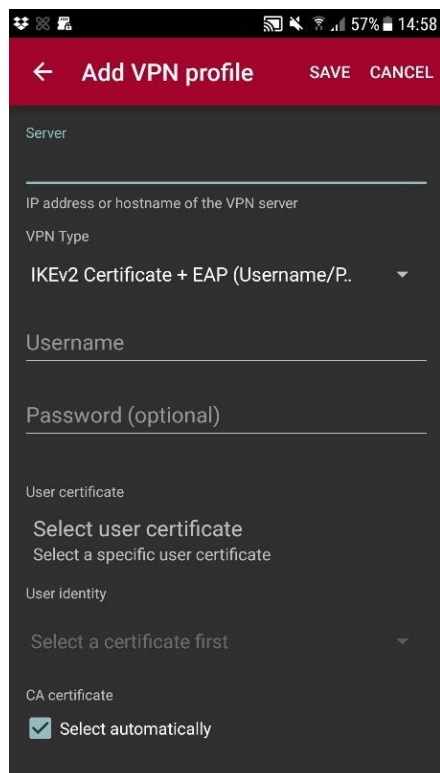 57% 14:58
Add VPN profile SAVE CANCEL
Server
IP address or hostname of the VPN server
VPN Type
IKEv2 Certificate + EAP (Username/P..
Username
Password (optional)
User certificate
Select user certificate
Select a specific user certificate
User identity
Select a certificate first
CA certificate
Select automatically